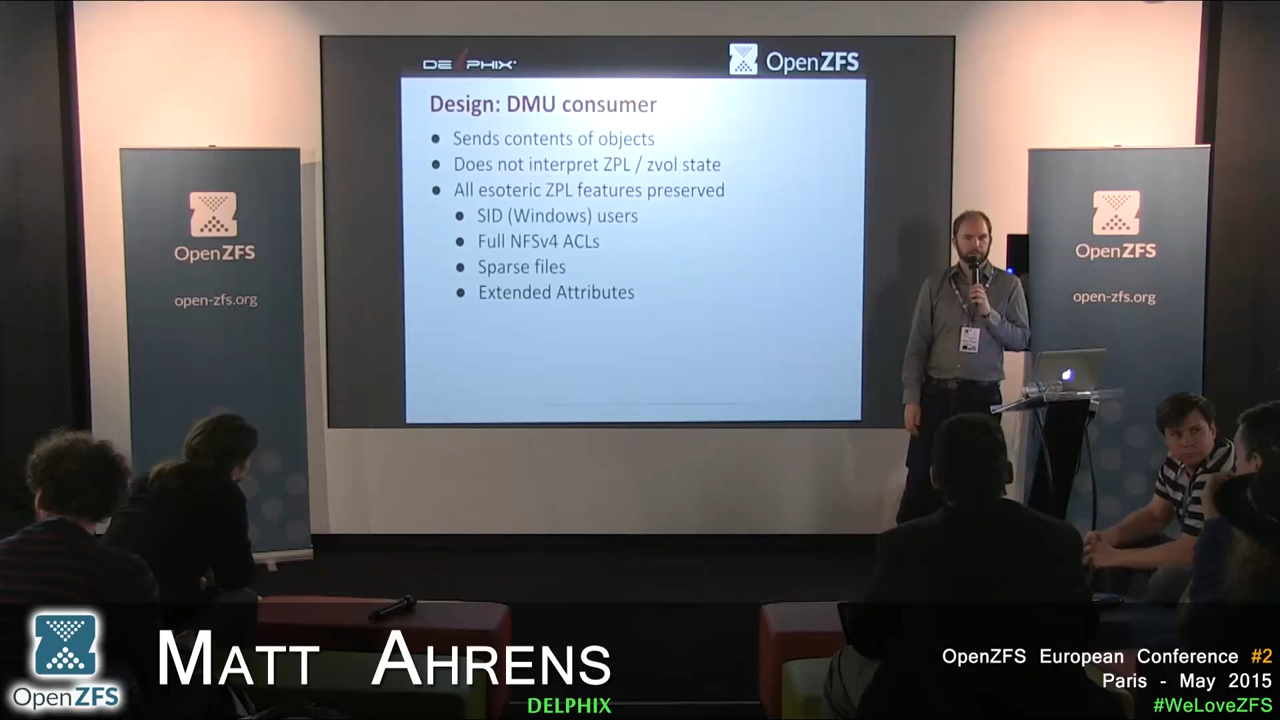 DELPHIX
OpenZFS
Design: DMU consumer
● Sends contents of objects
● Does not interpret ZPL / zvol state
● All esoteric ZPL features preserved
● SID (Windows) users
● Full NFSv4 ACLs
● Sparse files
● Extended Attributes
OpenZFS
open-zfs.org
OpenZFS
open-zfs.org
OpenZFS
MATT AHRENS
DELPHIX
OpenZFS European Conference #2
Paris - May 2015
#WeLoveZFS